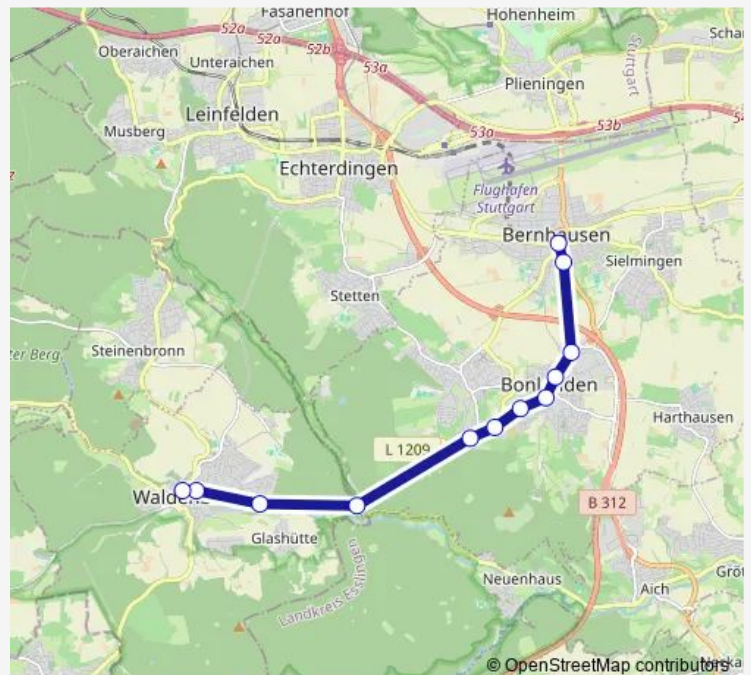 Fasanenhof
Hohenheim
52a
52a
52b
53a
Oberaichen
Unteraichen
Stuttgart
Plieningen
Leinfelden
Musberg
53a
53b
Echterdingen
Flughafen
Stuttgart
Bernhausen
Sielmingen
Stetten
Steinenbronn
Bonlanden
Harthausen
L 1209
B 312
Glashütte
Landkreis Esslingen
Neuenhaus
Aich
© OpenStreetMap contributors